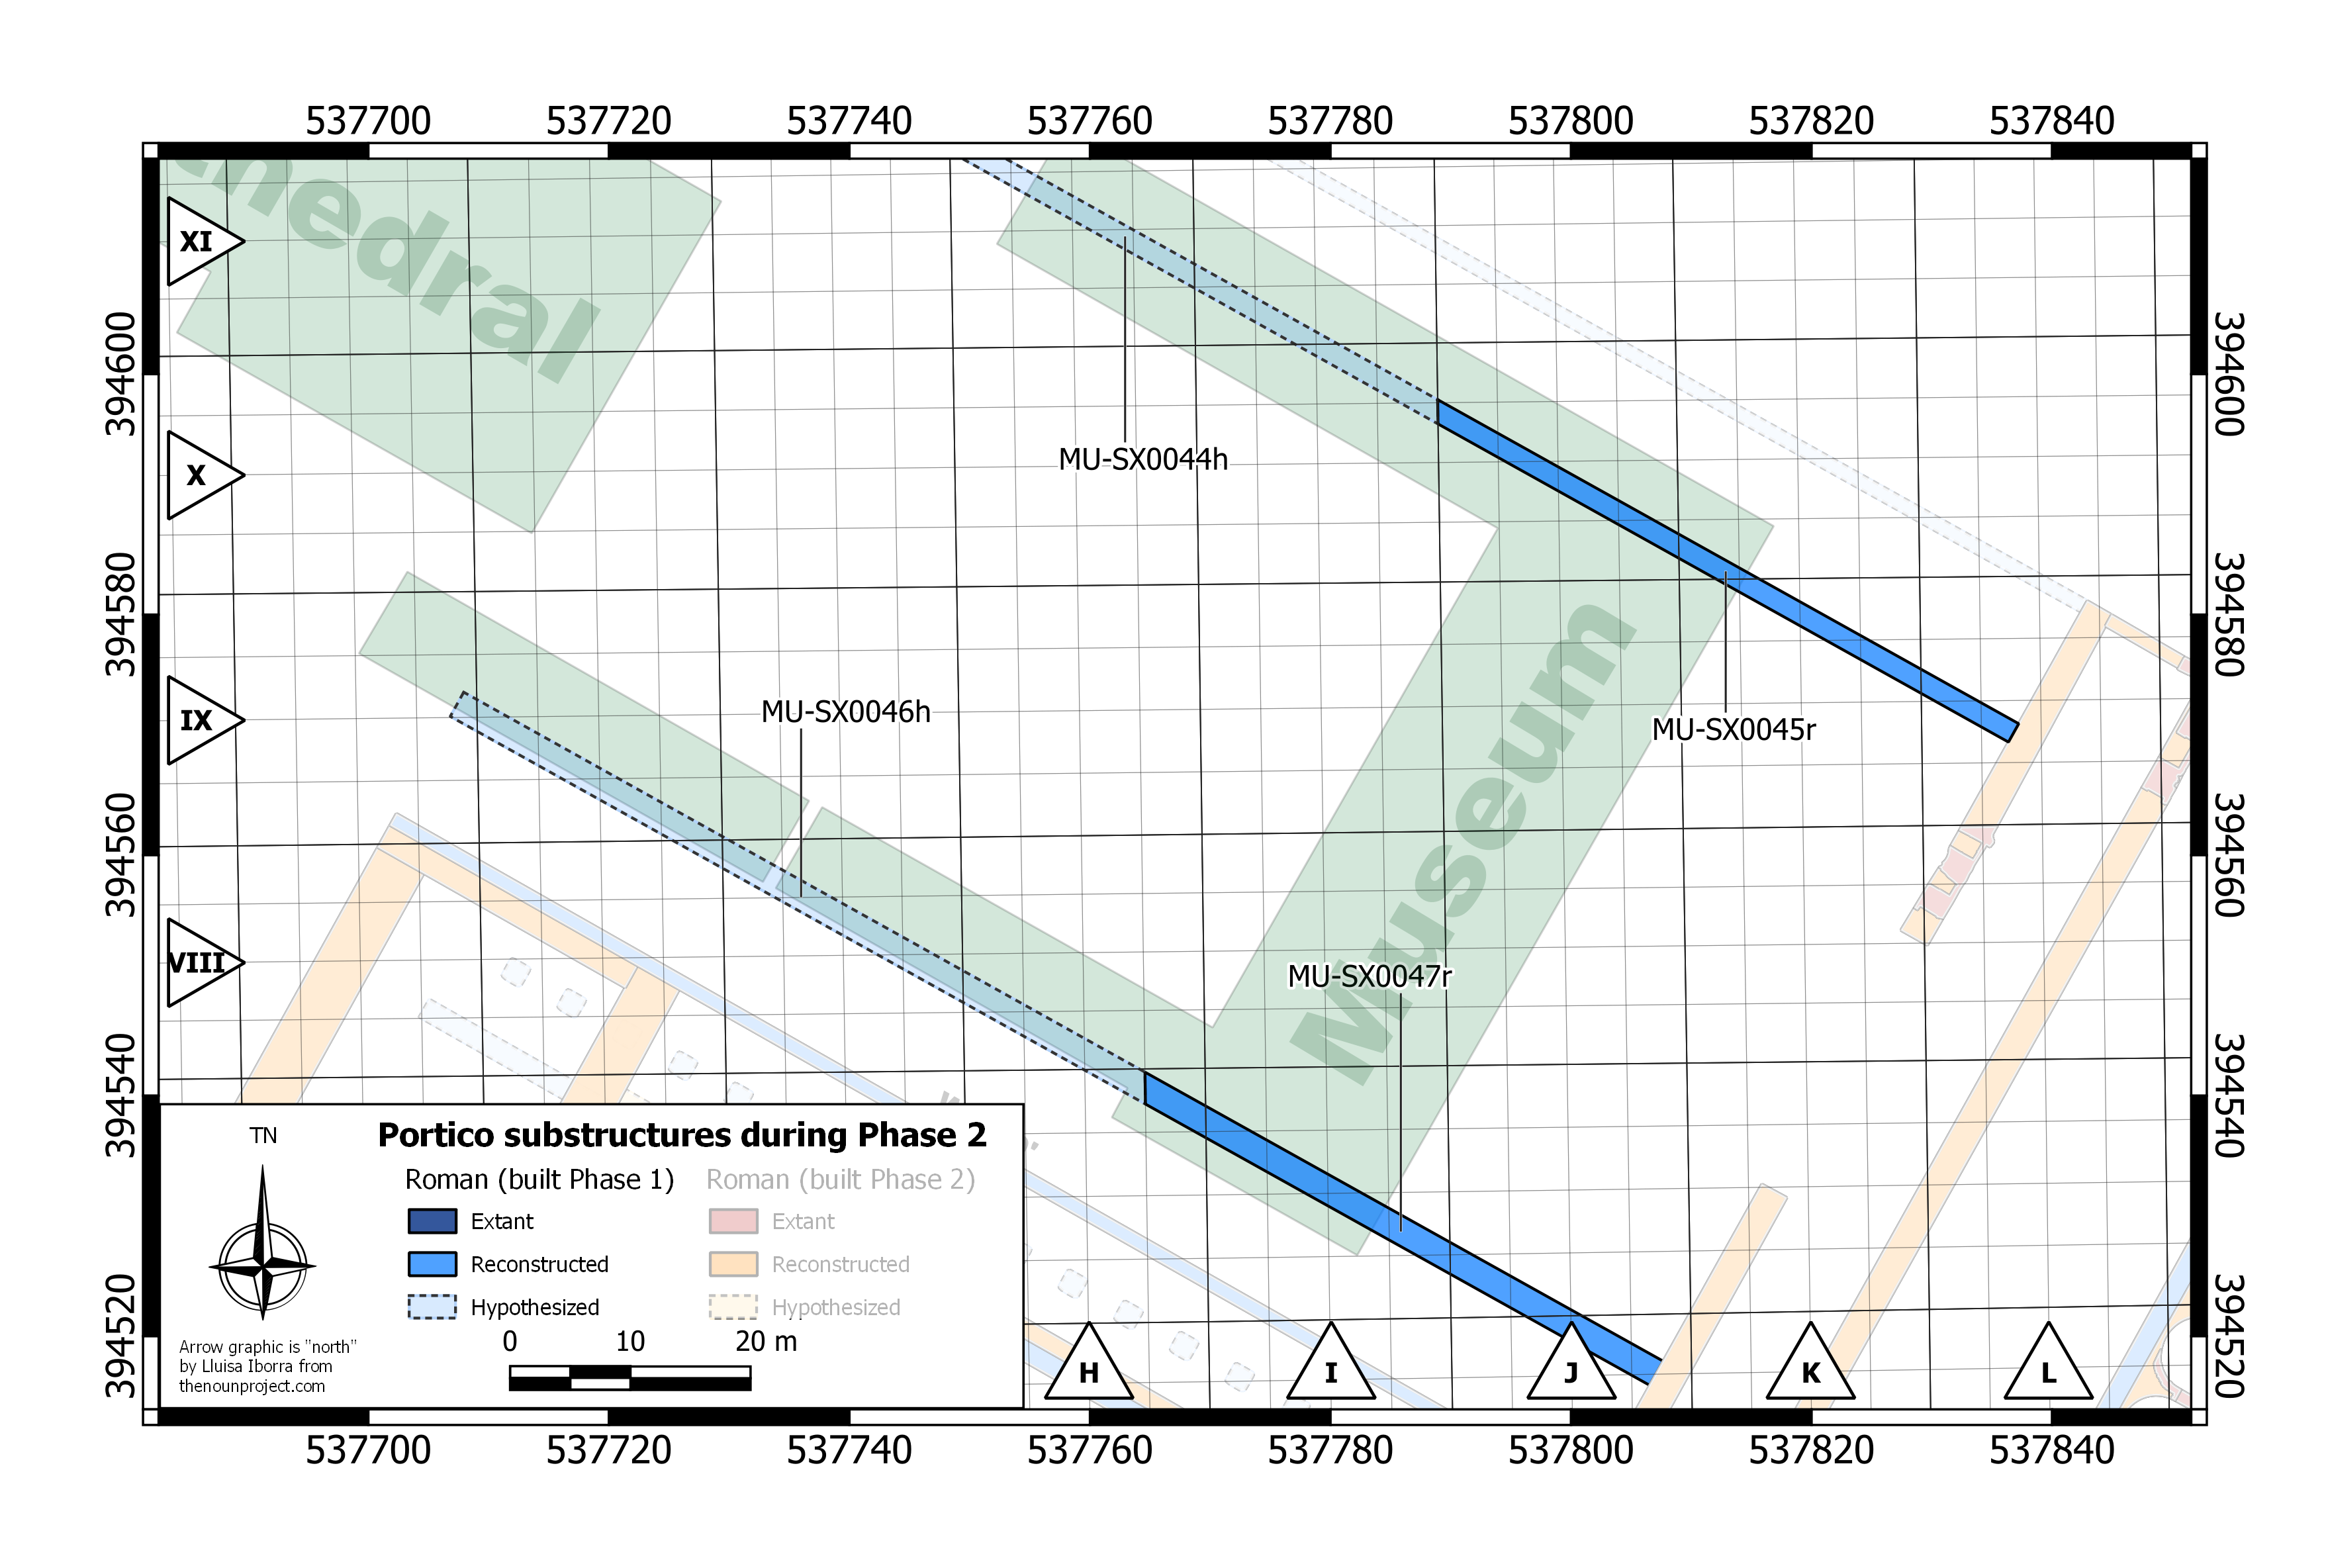 537700 537720 537740 537760 537780 537800 537820 537840
thedral
XI
394600
394600
MU-SX0044h
X
394580
394580
IX
MU-SX0046h
MU-SX0045r
Museum
394560
394560
VIII
MU-SX0047r
394540
394540
TN
Portico substructures during Phase 2
Roman (built Phase 1) Roman (built Phase 2)
Extant Extant
Reconstructed Reconstructed
Hypothesized Hypothesized
0 10 20 m
Arrow graphic is "north"
by Lluisa Iborra from
thenounproject.com
394520
394520
H I J K L
537700 537720 537740 537760 537780 537800 537820 537840